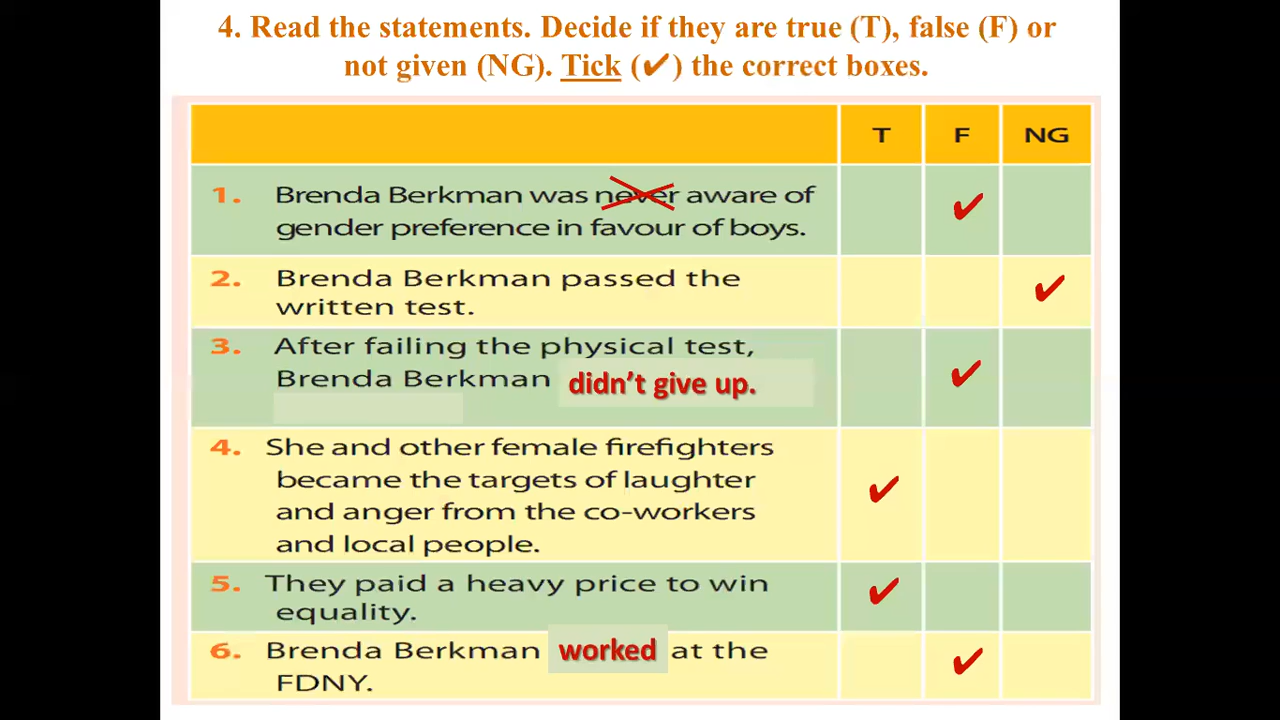 4. Read the statements. Decide if they are true (T), false (F) or
not given (NG). Tick (✔) the correct boxes.
T F NG
1. Brenda Berkman was never aware of
gender preference in favour of boys.
✔
2. Brenda Berkman passed the
written test.
✔
3. After failing the physical test,
Brenda Berkman didn't give up.
✔
4. She and other female firefighters
became the targets of laughter
and anger from the co-workers
and local people.
✔
5. They paid a heavy price to win
equality.
✔
6. Brenda Berkman worked at the
FDNY.
✔